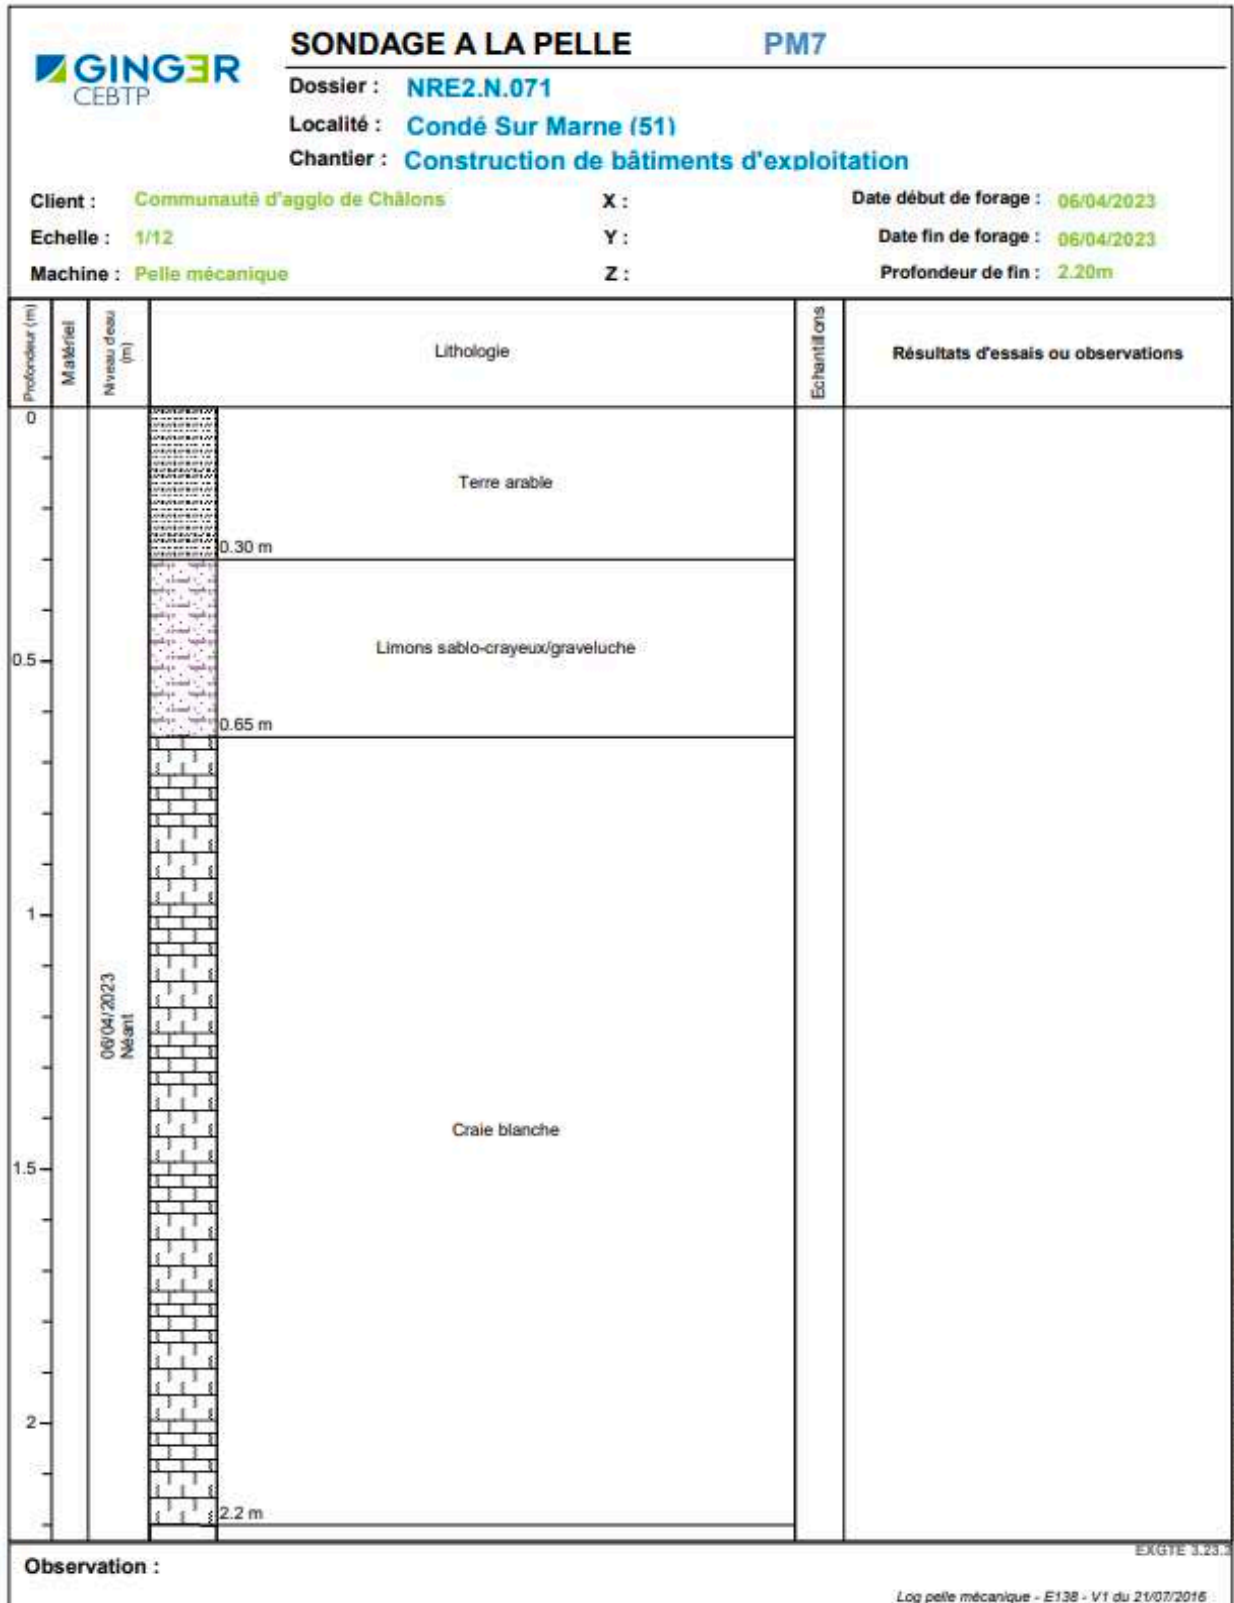 GINGER
CEBTP
SONDAGE A LA PELLE PM7
Dossier : NRE2.N.071
Localité : Condé Sur Marne (51)
Chantier : Construction de bâtiments d'exploitation
Client : Communauté d'agglo de Châlons X : Date début de forage : 06/04/2023
Echelle : 1/12 Y : Date fin de forage : 06/04/2023
Machine : Pelle mécanique Z : Profondeur de fin : 2.20m
Profondeur (m)
Matériel
Niveau d'eau
(m)
Lithologie
Echantillons
Résultats d'essais ou observations
0
Terre arable
0.30 m
0.5
Limons sablo-crayeux/graveluche
0.65 m
1
06/04/2023
Néant
Craie blanche
1.5
2
2.2 m
EXGTE 3.23.3
Observation :
Log pelle mécanique - E138 - V1 du 21/07/2016